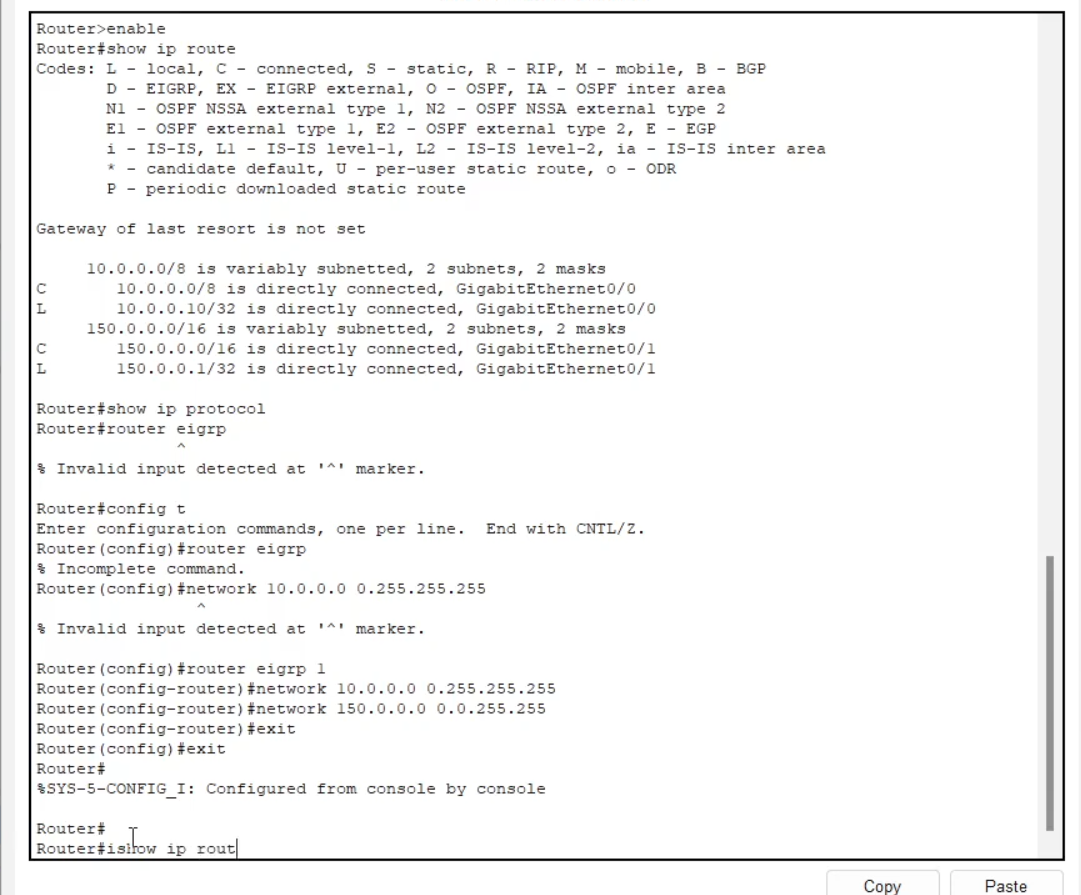 Router>enable
Router#show ip route
Codes: L - local, C - connected, S - static, R - RIP, M - mobile, B - BGP
D - EIGRP, EX - EIGRP external, O - OSPF, IA - OSPF inter area
N1 - OSPF NSSA external type 1, N2 - OSPF NSSA external type 2
E1 - OSPF external type 1, E2 - OSPF external type 2, E - EGP
i - IS-IS, L1 - IS-IS level-1, L2 - IS-IS level-2, ia - IS-IS inter area
* - candidate default, U - per-user static route, o - ODR
P - periodic downloaded static route
Gateway of last resort is not set
10.0.0.0/8 is variably subnetted, 2 subnets, 2 masks
C 10.0.0.0/8 is directly connected, GigabitEthernet0/0
L 10.0.0.10/32 is directly connected, GigabitEthernet0/0
150.0.0.0/16 is variably subnetted, 2 subnets, 2 masks
C 150.0.0.0/16 is directly connected, GigabitEthernet0/1
L 150.0.0.1/32 is directly connected, GigabitEthernet0/1
Router#show ip protocol
Router#router eigrp
^
% Invalid input detected at '^' marker.
Router#config t
Enter configuration commands, one per line. End with CNTL/Z.
Router(config)#router eigrp
% Incomplete command.
Router(config)#network 10.0.0.0 0.255.255.255
^
% Invalid input detected at '^' marker.
Router(config)#router eigrp 1
Router(config-router)#network 10.0.0.0 0.255.255.255
Router(config-router)#network 150.0.0.0 0.0.255.255
Router(config-router)#exit
Router(config)#exit
Router#
%SYS-5-CONFIG_I: Configured from console by console
Router#
Router#ishow ip rout
Copy Paste